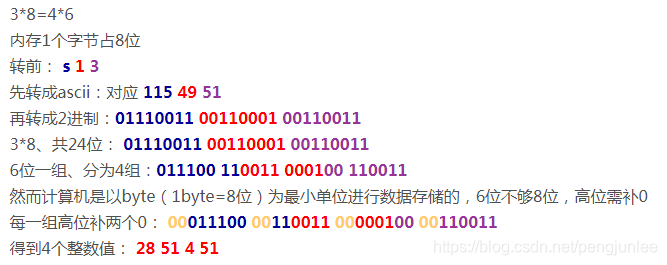 3*8=4*6
内存1个字节占8位
转前： s 1 3
先转成ascii：对应 115 49 51
再转成2进制：01110011 00110001 00110011
3*8、共24位： 01110011 00110001 00110011
6位一组、分为4组：011100 110011 000100 110011
然而计算机是以byte（1byte=8位）为最小单位进行数据存储的，6位不够8位，高位需补0
每一组高位补两个0： 00011100 00110011 00000100 00110011
得到4个整数值： 28 51 4 51
https://blog.csdn.net/pengjunlee